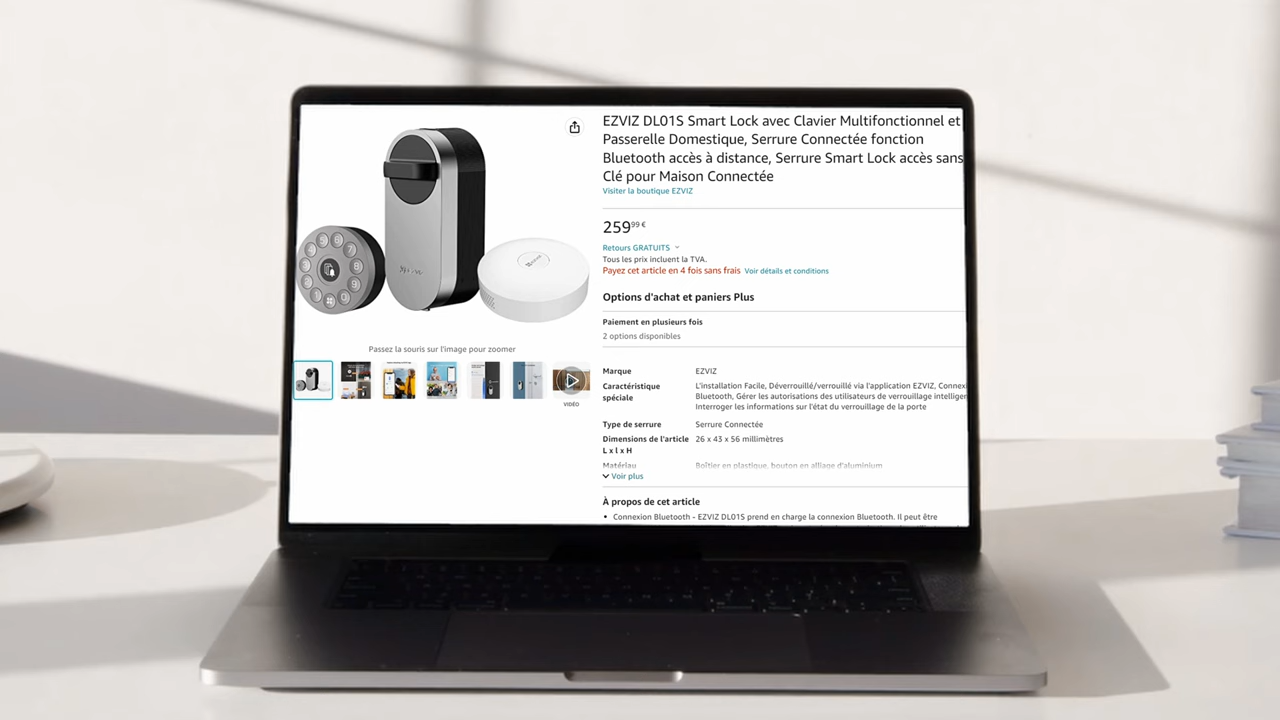 EZVIZ DL01S Smart Lock avec Clavier Multifonctionnel et
Passerelle Domestique, Serrure Connectée fonction
Bluetooth accès à distance, Serrure Smart Lock accès sans
Clé pour Maison Connectée
Visiter la boutique EZVIZ
259,99 €
Retours GRATUITS
Tous les prix incluent la TVA.
Payez cet article en 4 fois sans frais Voir détails et conditions
Options d'achat et paniers Plus
Paiement en plusieurs fois
2 options disponibles
Passez la souris sur l'image pour zoomer
VIDEO
Marque EZVIZ
Caractéristique L'installation Facile, Déverrouillé/verrouillé via l'application EZVIZ, Connexi
spéciale Bluetooth, Gérer les autorisations des utilisateurs de verrouillage intelligen
Interroger les informations sur l'état du verrouillage de la porte
Type de serrure Serrure Connectée
Dimensions de l'article 26 x 43 x 56 millimètres
L x l x H
Matériau Boîtier en plastique, bouton en alliage d'aluminium
Voir plus
À propos de cet article
• Connexion Bluetooth - EZVIZ DL01S prend en charge la connexion Bluetooth. Il peut être